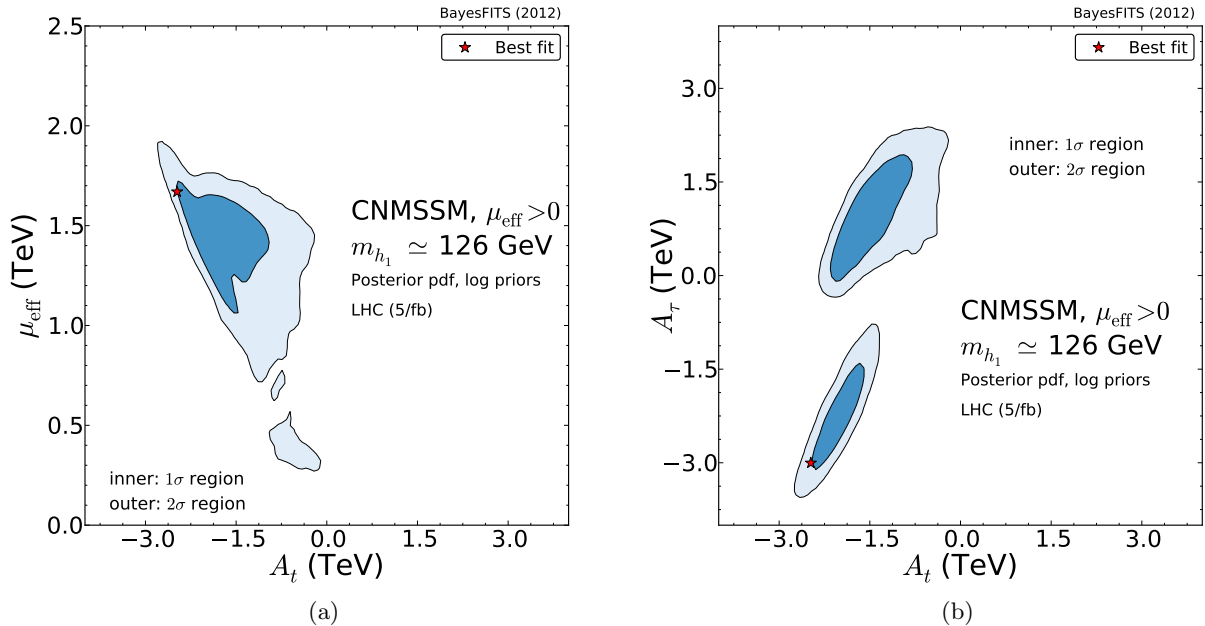 BayesFITS (2012)
2.5
2.0
1.5
1.0
0.5
0.0
μ_eff (TeV)
Best fit
CNMSSM, μ_eff >0
m_h₁ ≃ 126 GeV
Posterior pdf, log priors
LHC (5/fb)
inner: 1σ region
outer: 2σ region
−3.0 −1.5 0.0 1.5 3.0
A_t (TeV)
(a)
BayesFITS (2012)
3.0
1.5
0.0
−1.5
−3.0
A_τ (TeV)
Best fit
inner: 1σ region
outer: 2σ region
CNMSSM, μ_eff >0
m_h₁ ≃ 126 GeV
Posterior pdf, log priors
LHC (5/fb)
−3.0 −1.5 0.0 1.5 3.0
A_t (TeV)
(b)